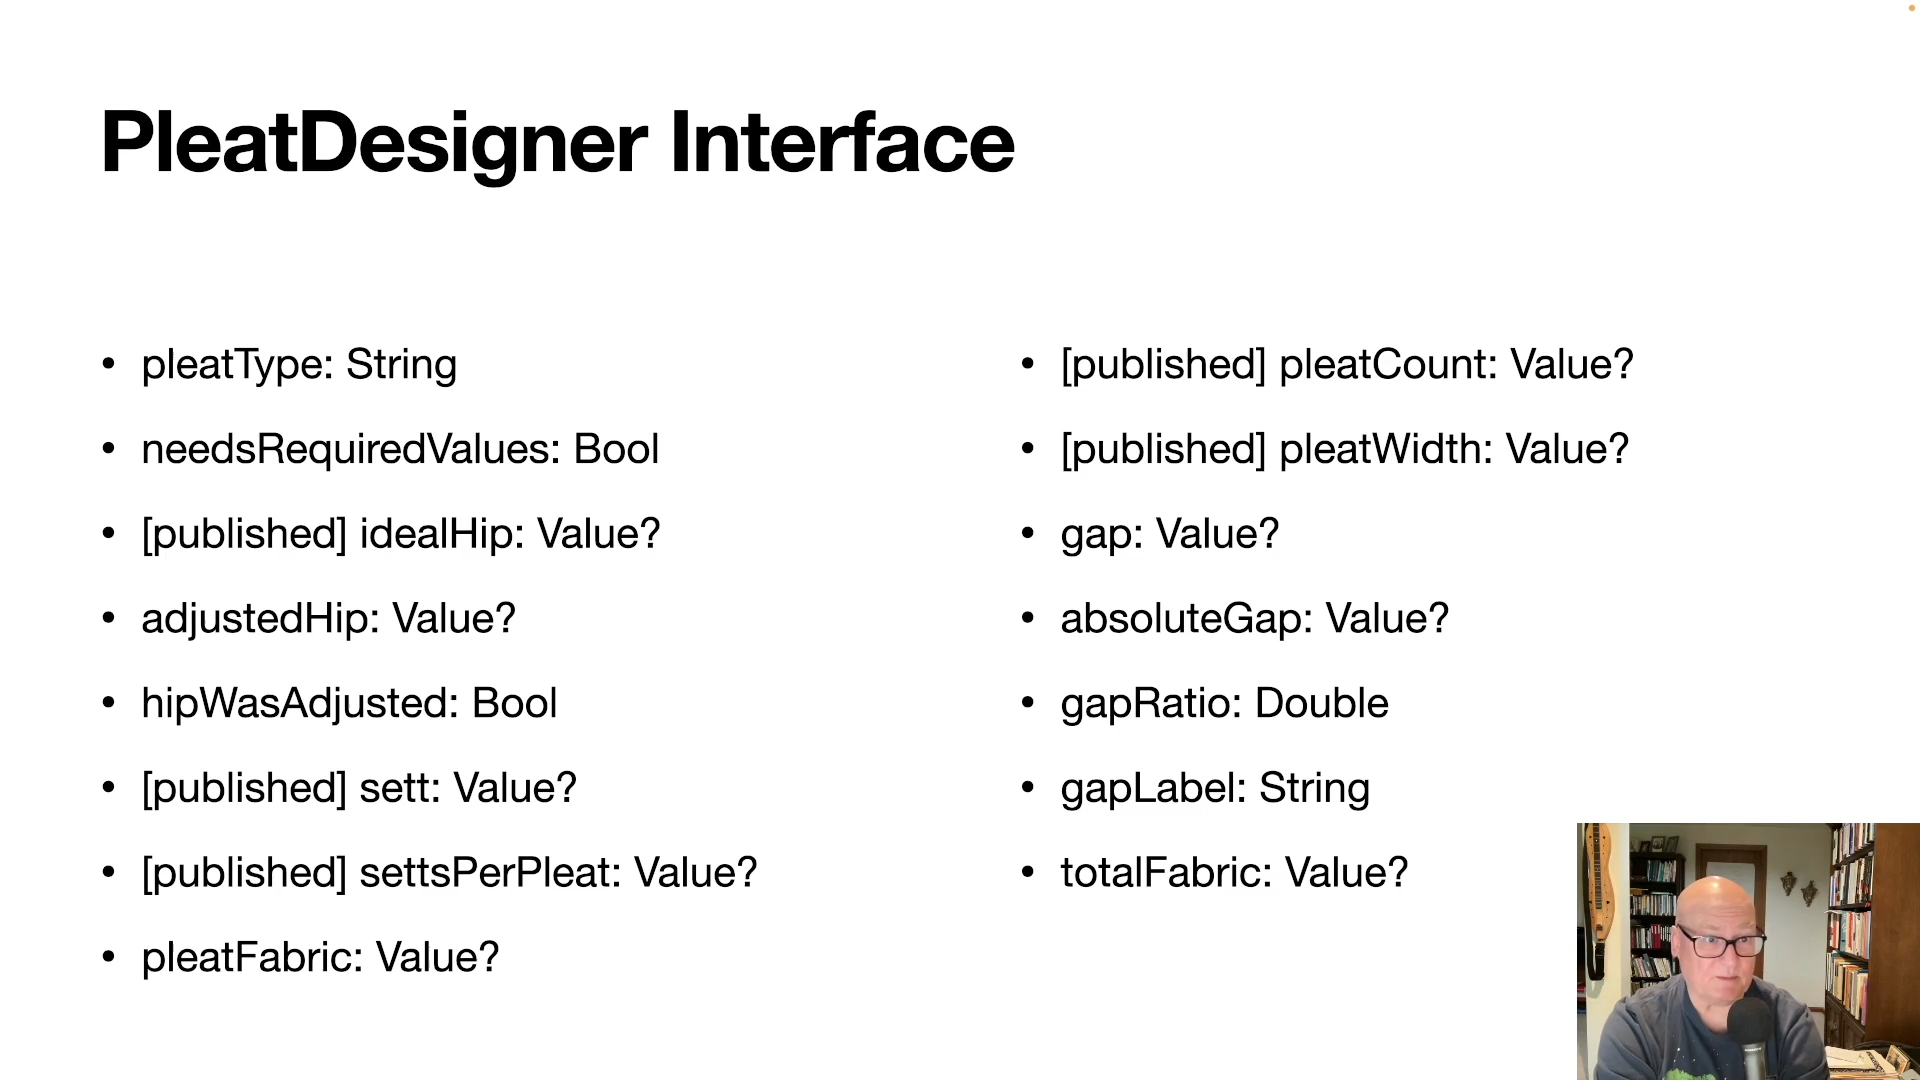 PleatDesigner Interface
• pleatType: String
• needsRequiredValues: Bool
• [published] idealHip: Value?
• adjustedHip: Value?
• hipWasAdjusted: Bool
• [published] sett: Value?
• [published] settsPerPleat: Value?
• pleatFabric: Value?
• [published] pleatCount: Value?
• [published] pleatWidth: Value?
• gap: Value?
• absoluteGap: Value?
• gapRatio: Double
• gapLabel: String
• totalFabric: Value?